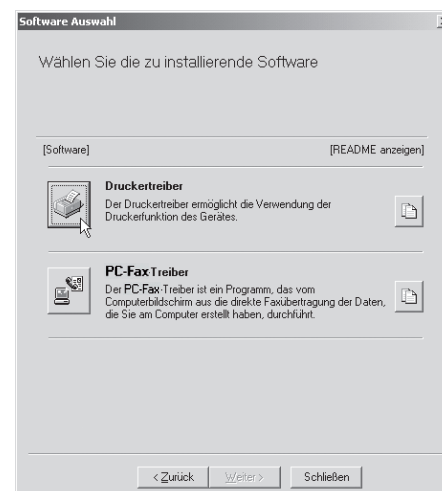 Software Auswahl
Wählen Sie die zu installierende Software
[Software] [README anzeigen]
Druckertreiber
Der Druckertreiber ermöglicht die Verwendung der
Druckerfunktion des Gerätes.
PC-Fax-Treiber
Der PC-Fax-Treiber ist ein Programm, das vom
Computerbildschirm aus die direkte Faxübertragung der Daten,
die Sie am Computer erstellt haben, durchführt.
< Zurück Weiter > Schließen